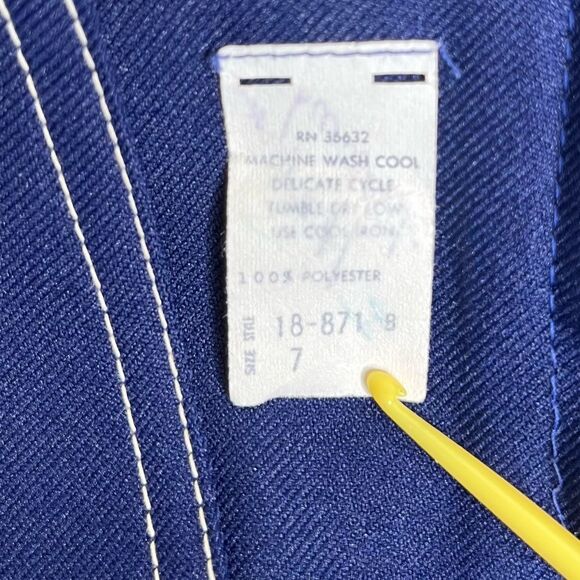 RN 36632
MACHINE WASH COOL
DELICATE CYCLE
TUMBLE DRY LOW
USE COOL IRON
100% POLYESTER
STYLE 18-871 B
SIZE 7